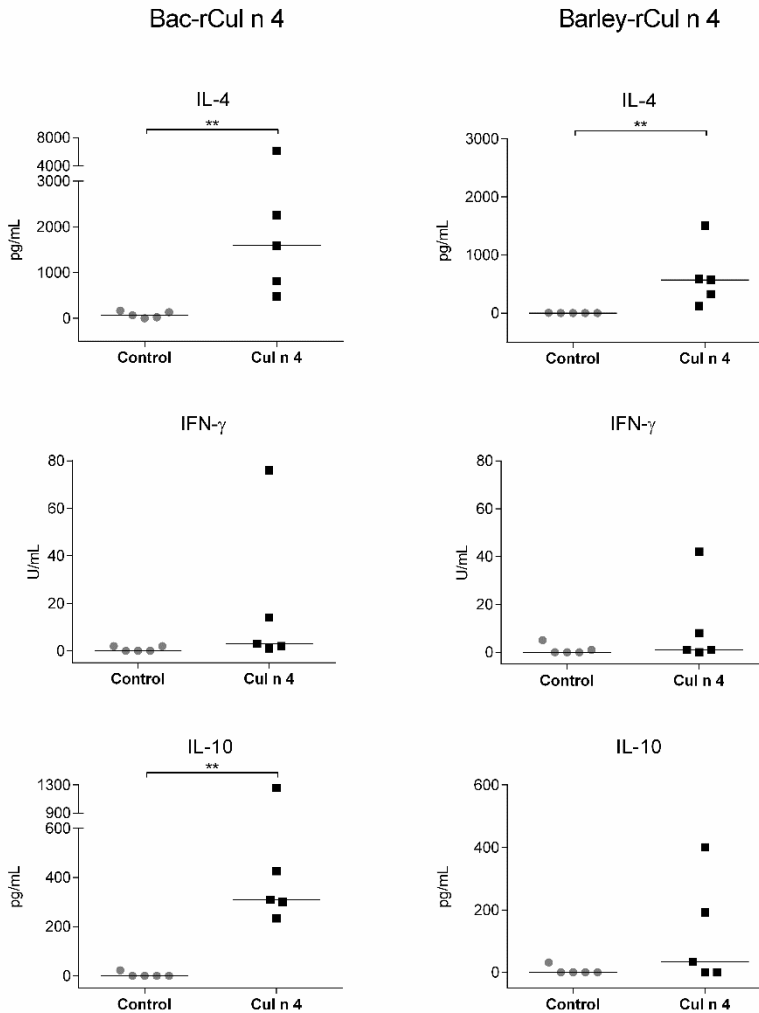 Bac-rCul n 4
Barley-rCul n 4
IL-4
**
8000
4000
3000
2000
1000
0
pg/mL
Control
Cul n 4
IL-4
**
3000
2000
1000
0
pg/mL
Control
Cul n 4
IFN-γ
80
60
40
20
0
U/mL
Control
Cul n 4
IFN-γ
80
60
40
20
0
U/mL
Control
Cul n 4
IL-10
**
1300
900
600
400
200
0
pg/mL
Control
Cul n 4
IL-10
600
400
200
0
pg/mL
Control
Cul n 4